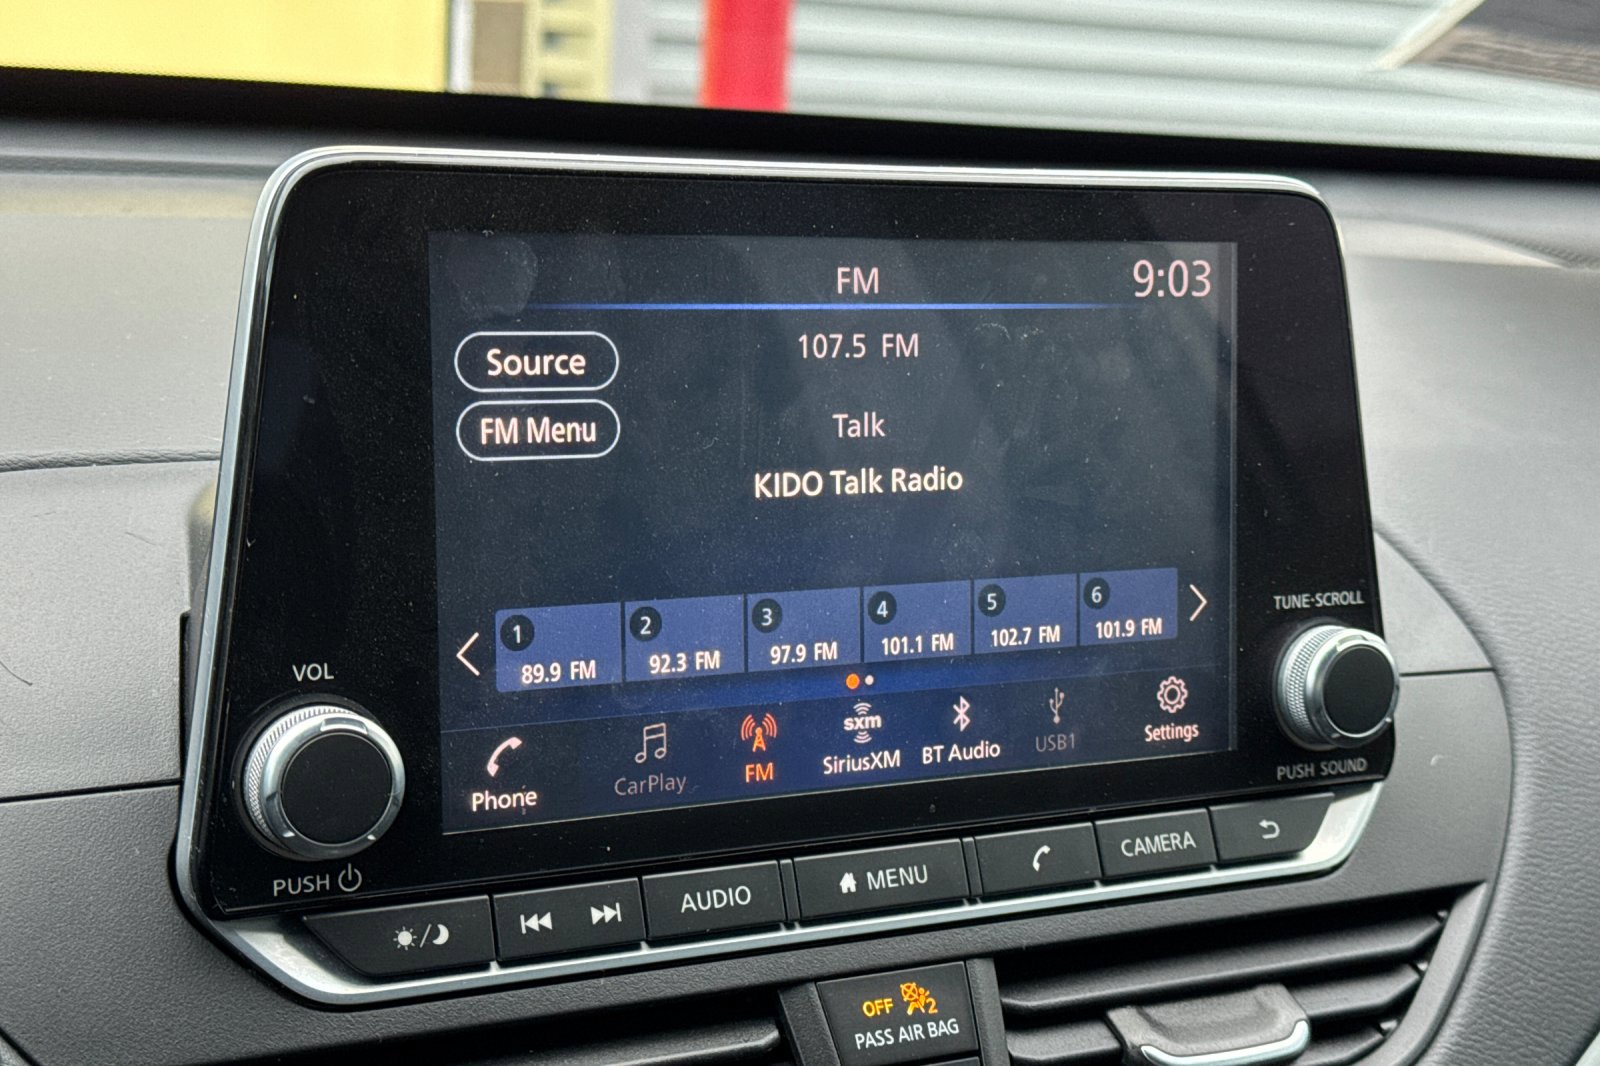 FM
9:03
Source
107.5 FM
FM Menu
Talk
KIDO Talk Radio
1
89.9 FM
2
92.3 FM
3
97.9 FM
4
101.1 FM
5
102.7 FM
6
101.9 FM
TUNE·SCROLL
VOL
Phone
CarPlay
FM
sxm
SiriusXM
BT Audio
USB1
Settings
PUSH SOUND
PUSH
AUDIO
MENU
CAMERA
OFF
2
PASS AIR BAG